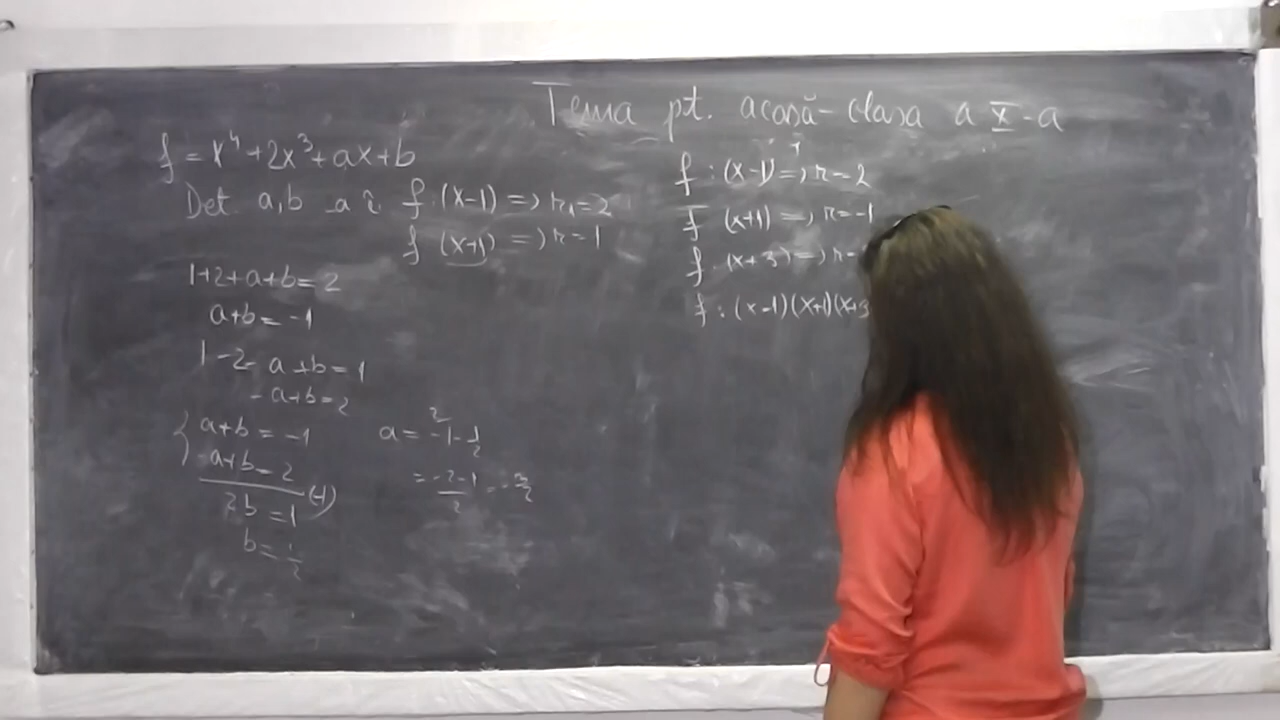 Tema pt. acasă - clasa a X-a
f = x⁴ + 2x³ + ax + b
Det. a, b a î f : (x-1) => r₁ = 2
f (x+1) => r = 1
1+2+a+b = 2
a+b = -1
1-2-a+b = 1
-a+b = 2
a+b = -1
-a+b = 2
2b = 1
b = 1/2
a = -1 - 1/2
= (-2-1)/2 = -3/2
f : (x-1) => r = 2
f (x+1) => r = -1
f : (x+3) => r =
f : (x-1)(x+1)(x+3